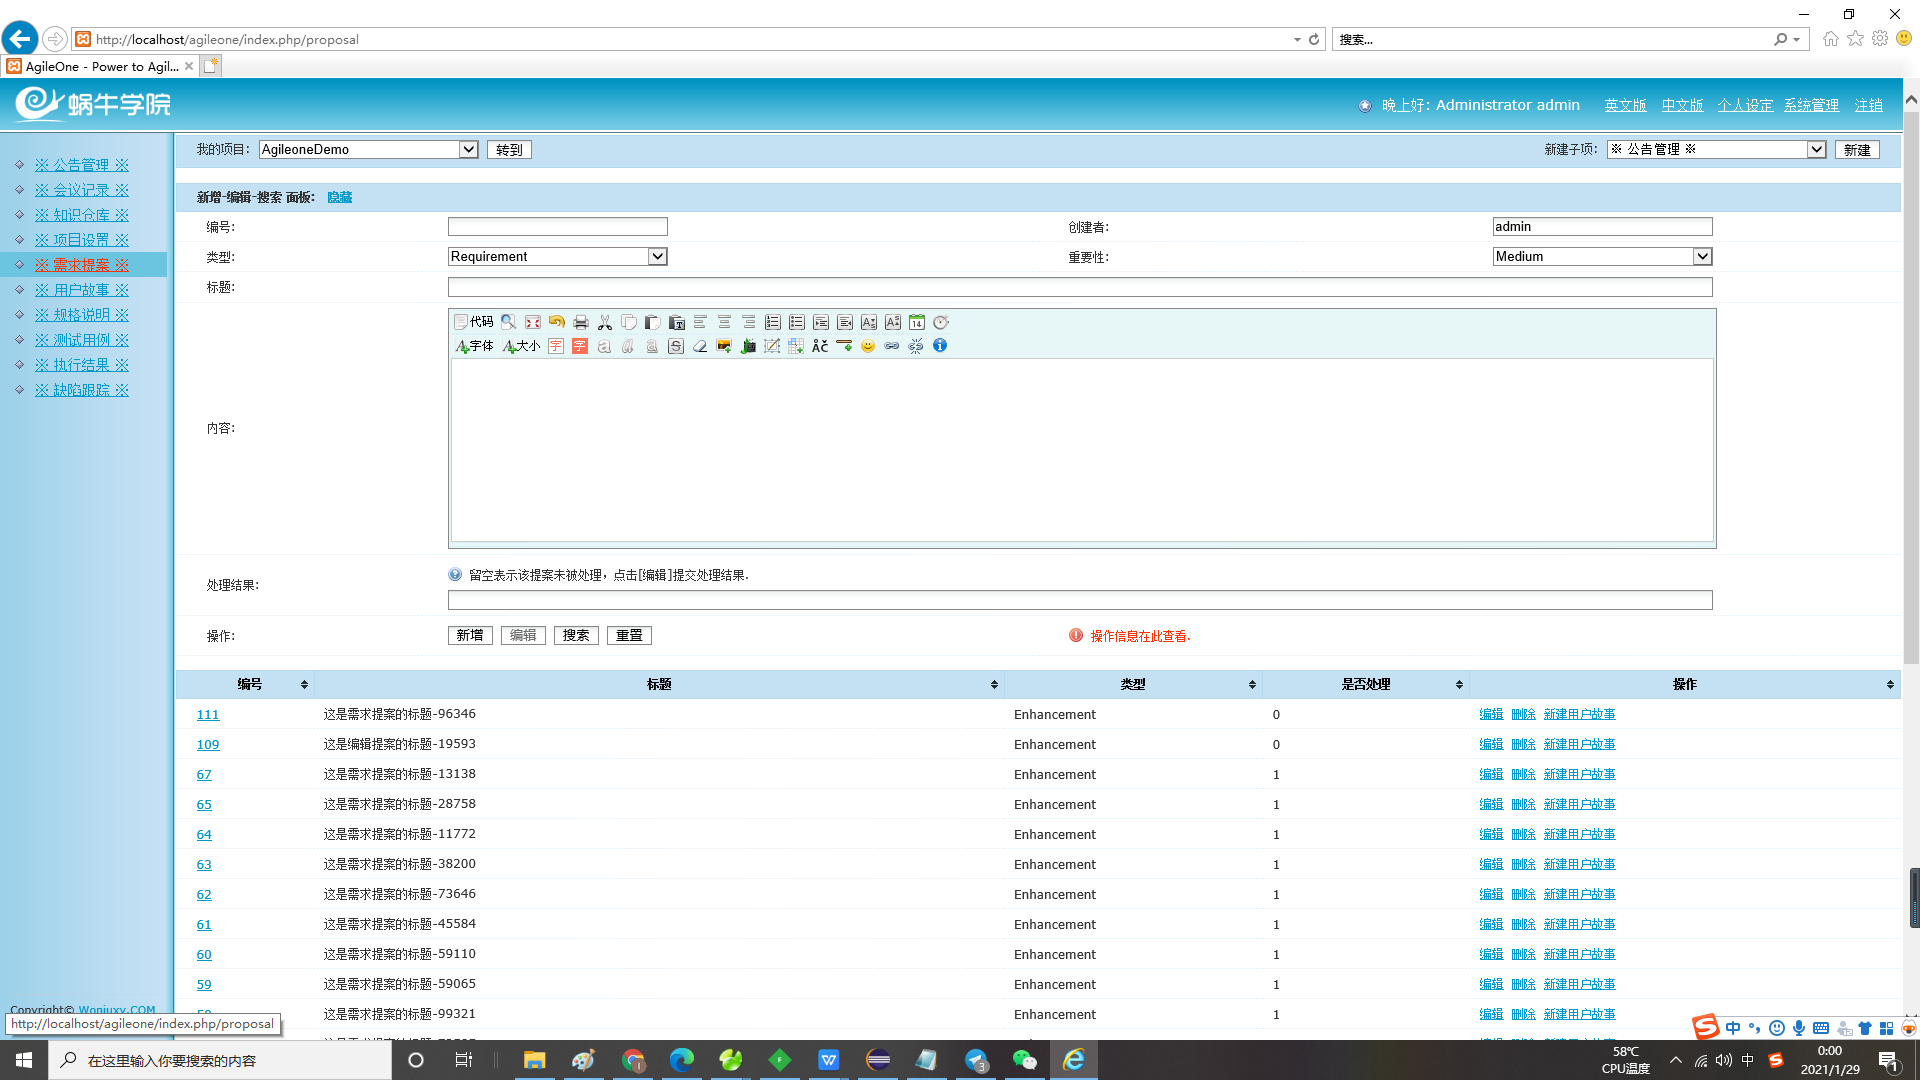 http://localhost/agileone/index.php/proposal
搜索...
AgileOne - Power to Agil...
蜗牛学院
晚上好: Administrator admin 英文版 中文版 个人设定 系统管理 注销
※ 公告管理 ※
※ 会议记录 ※
※ 知识仓库 ※
※ 项目设置 ※
※ 需求提案 ※
※ 用户故事 ※
※ 规格说明 ※
※ 测试用例 ※
※ 执行结果 ※
※ 缺陷跟踪 ※
我的项目: AgileoneDemo 转到 新建子项: ※ 公告管理 ※ 新建
新增-编辑-搜索 面板: 隐藏
编号: 创建者: admin
类型: Requirement 重要性: Medium
标题:
代码
字体 大小
内容:
处理结果: 留空表示该提案未被处理，点击[编辑]提交处理结果.
操作: 新增 编辑 搜索 重置 操作信息在此查看.
编号 标题 类型 是否处理 操作
111 这是需求提案的标题-96346 Enhancement 0 编辑 删除 新建用户故事
109 这是编辑提案的标题-19593 Enhancement 0 编辑 删除 新建用户故事
67 这是需求提案的标题-13138 Enhancement 1 编辑 删除 新建用户故事
65 这是需求提案的标题-28758 Enhancement 1 编辑 删除 新建用户故事
64 这是需求提案的标题-11772 Enhancement 1 编辑 删除 新建用户故事
63 这是需求提案的标题-38200 Enhancement 1 编辑 删除 新建用户故事
62 这是需求提案的标题-73646 Enhancement 1 编辑 删除 新建用户故事
61 这是需求提案的标题-45584 Enhancement 1 编辑 删除 新建用户故事
60 这是需求提案的标题-59110 Enhancement 1 编辑 删除 新建用户故事
59 这是需求提案的标题-59065 Enhancement 1 编辑 删除 新建用户故事
这是需求提案的标题-99321 Enhancement 1 编辑 删除 新建用户故事
Copyright© Woniuxy.COM
http://localhost/agileone/index.php/proposal
中
在这里输入你要搜索的内容
58℃
CPU温度
中
0:00
2021/1/29